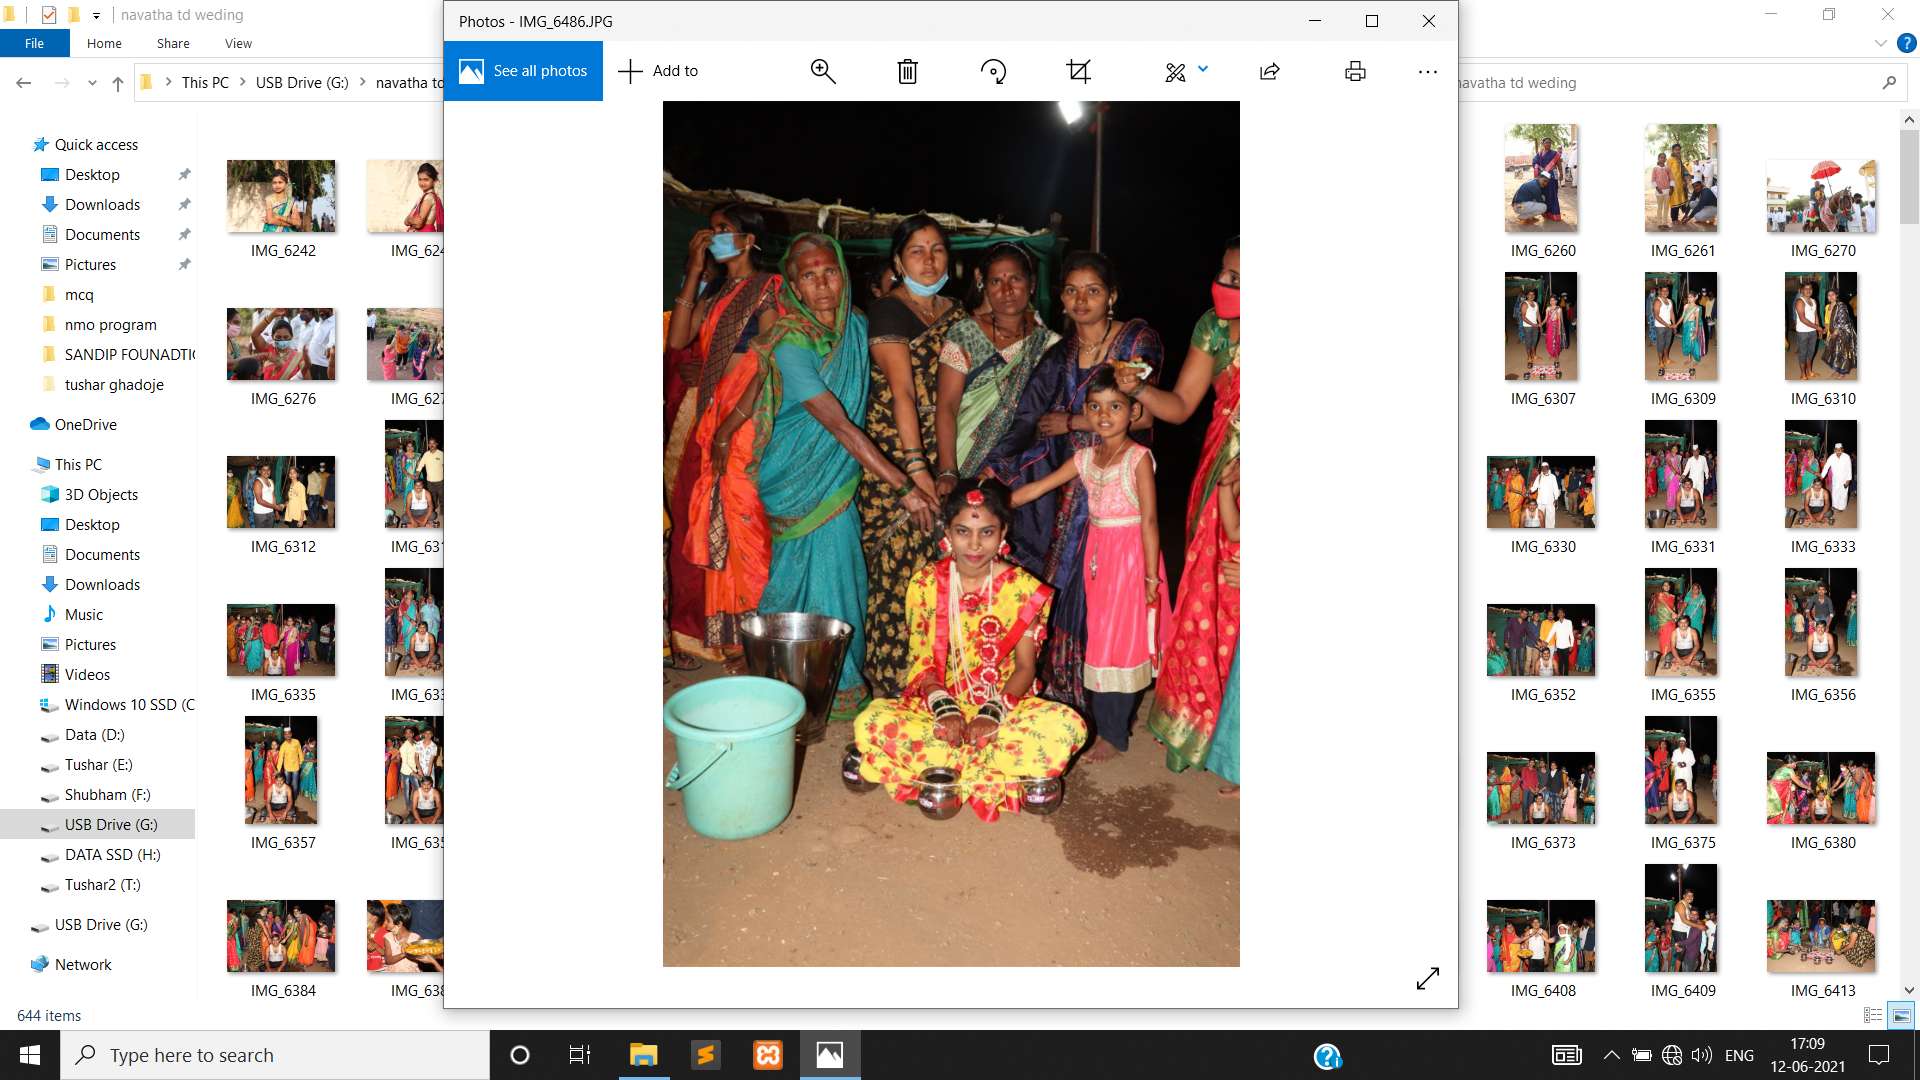 navatha td weding
Photos - IMG_6486.JPG
File Home Share View
See all photos Add to
This PC USB Drive (G:) navatha td
navatha td weding
Quick access
Desktop
Downloads
Documents
Pictures
mcq
nmo program
SANDIP FOUNADTI
tushar ghadoje
OneDrive
This PC
3D Objects
Desktop
Documents
Downloads
Music
Pictures
Videos
Windows 10 SSD (C
Data (D:)
Tushar (E:)
Shubham (F:)
USB Drive (G:)
DATA SSD (H:)
Tushar2 (T:)
USB Drive (G:)
Network
IMG_6242 IMG_624 IMG_6260 IMG_6261 IMG_6270
IMG_6276 IMG_627 IMG_6307 IMG_6309 IMG_6310
IMG_6312 IMG_631 IMG_6330 IMG_6331 IMG_6333
IMG_6335 IMG_633 IMG_6352 IMG_6355 IMG_6356
IMG_6357 IMG_635 IMG_6373 IMG_6375 IMG_6380
IMG_6384 IMG_638 IMG_6408 IMG_6409 IMG_6413
644 items
Type here to search
ENG
17:09
12-06-2021